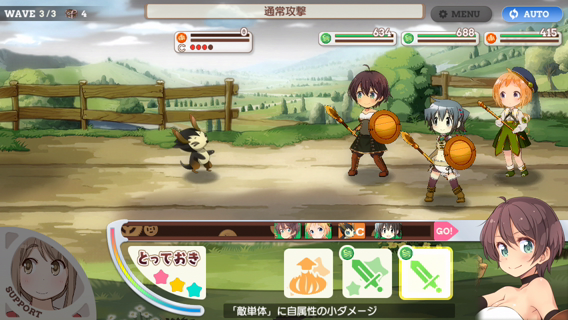 WAVE 3/3 4
通常攻撃
MENU
AUTO
0
634
688
415
C
C
GO!
とっておき
SUPPORT
「敵単体」に自属性の小ダメージ